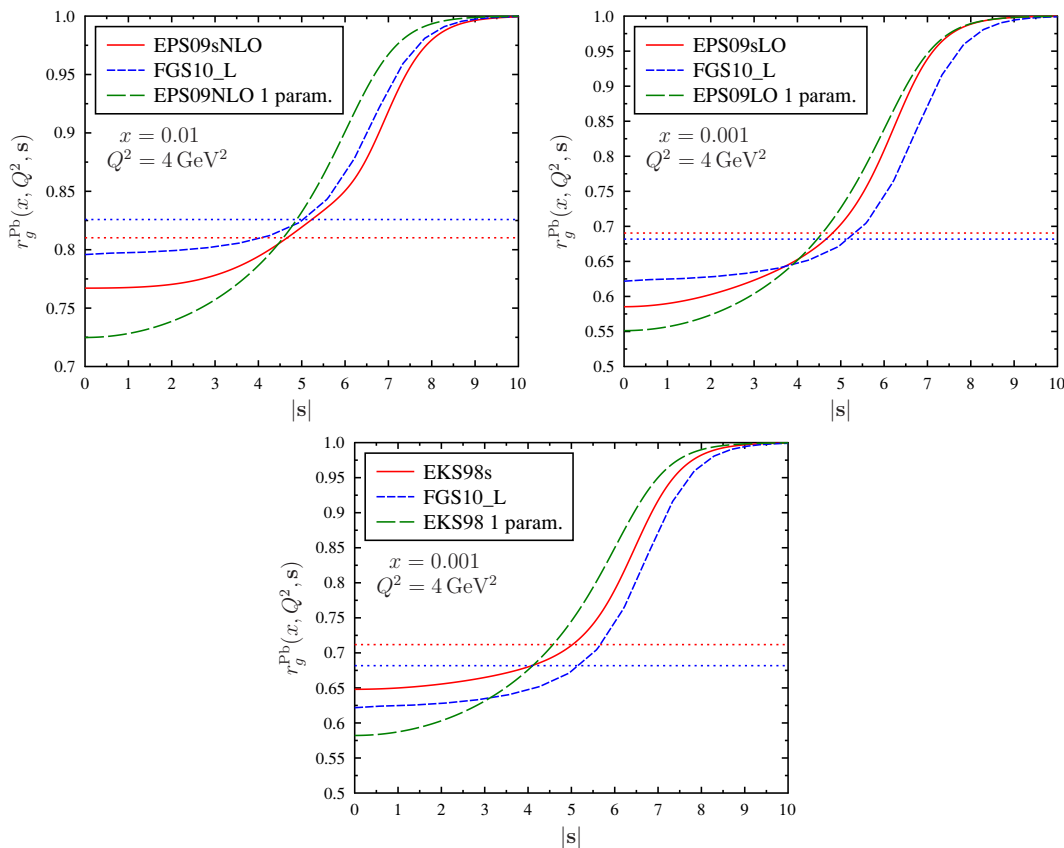 EPS09sNLO
FGS10_L
EPS09NLO 1 param.
x = 0.01
Q² = 4 GeV²
r_g^Pb(x, Q², s)
1.0
0.95
0.9
0.85
0.8
0.75
0.7
0 1 2 3 4 5 6 7 8 9 10
|s|
EPS09sLO
FGS10_L
EPS09LO 1 param.
x = 0.001
Q² = 4 GeV²
r_g^Pb(x, Q², s)
1.0
0.95
0.9
0.85
0.8
0.75
0.7
0.65
0.6
0.55
0.5
0 1 2 3 4 5 6 7 8 9 10
|s|
EKS98s
FGS10_L
EKS98 1 param.
x = 0.001
Q² = 4 GeV²
r_g^Pb(x, Q², s)
1.0
0.95
0.9
0.85
0.8
0.75
0.7
0.65
0.6
0.55
0.5
0 1 2 3 4 5 6 7 8 9 10
|s|